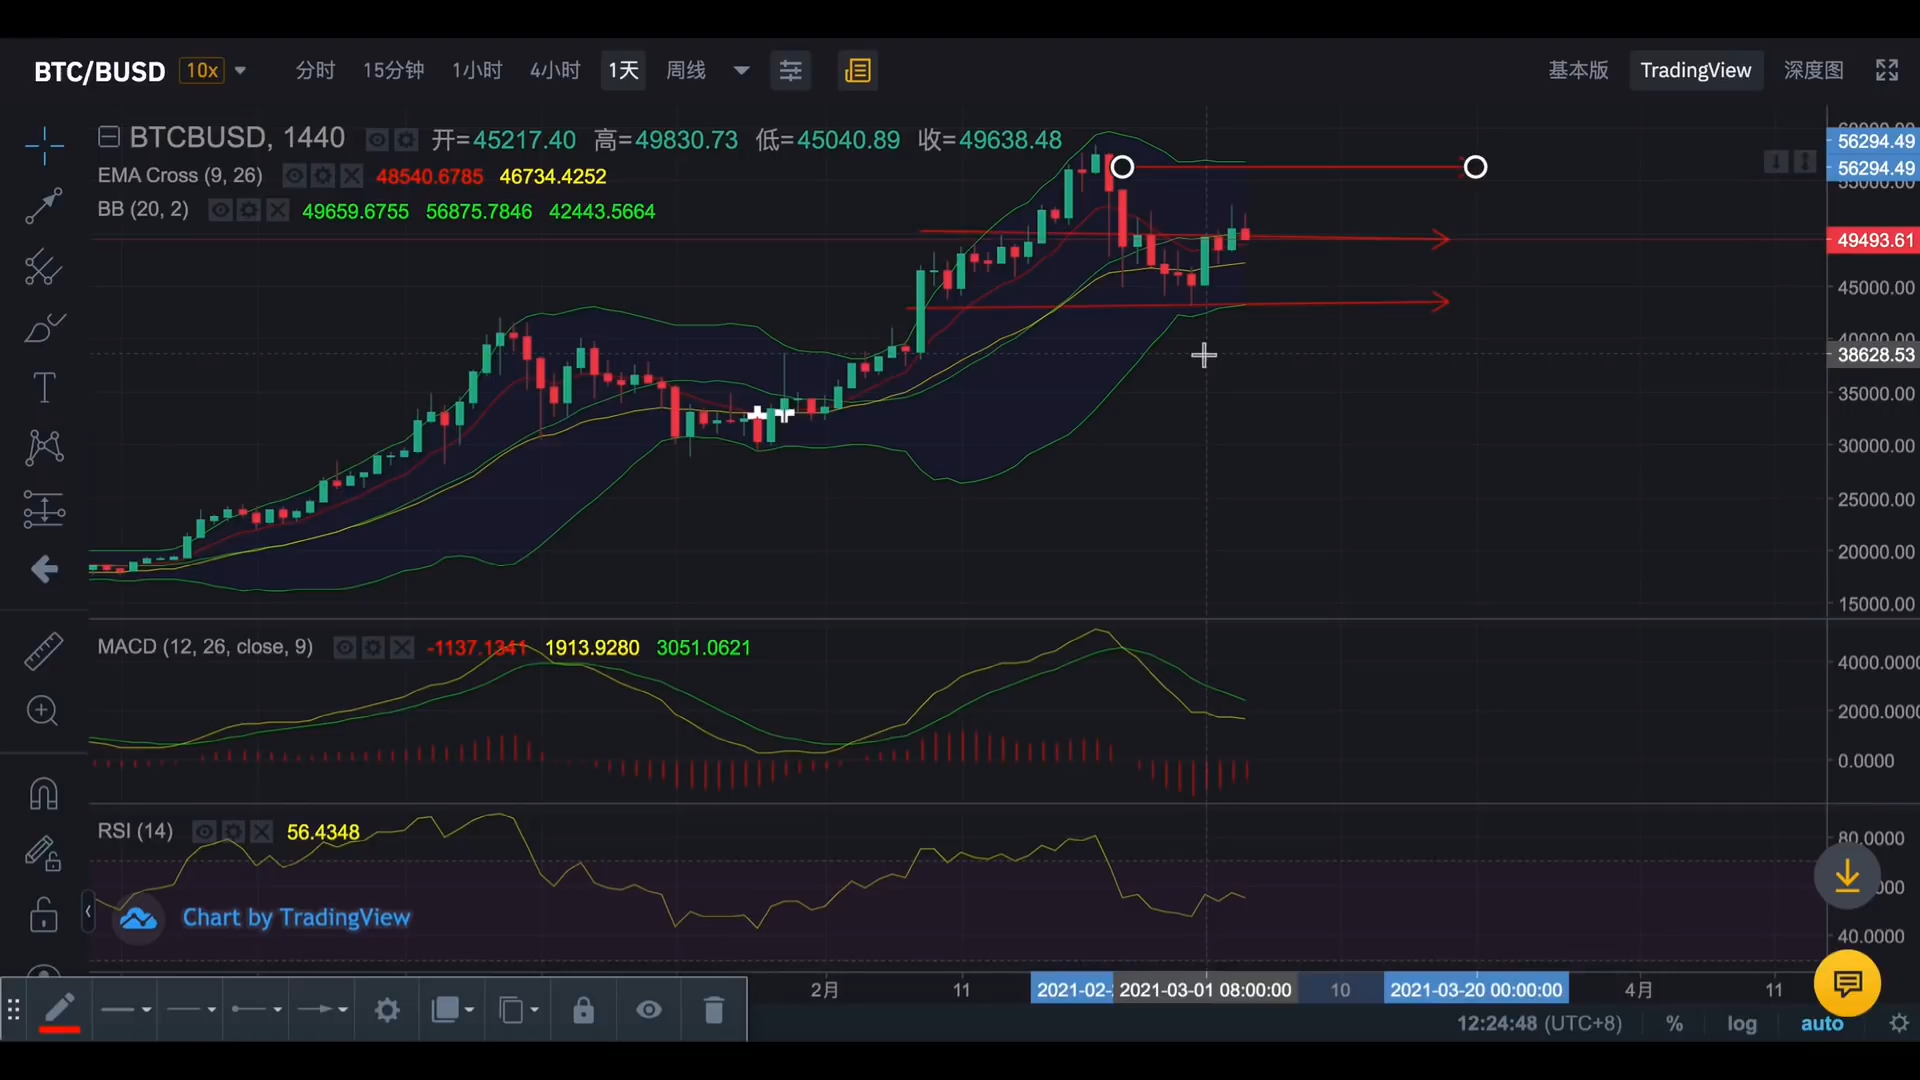 BTC/BUSD 10x 分时 15分钟 1小时 4小时 1天 周线 基本版 TradingView 深度图
BTCBUSD, 1440 开=45217.40 高=49830.73 低=45040.89 收=49638.48
EMA Cross (9, 26) 48540.6785 46734.4252
BB (20, 2) 49659.6755 56875.7846 42443.5664
56294.49
56294.49
49493.61
45000.00
38628.53
35000.00
30000.00
25000.00
20000.00
15000.00
MACD (12, 26, close, 9) -1137.1341 1913.9280 3051.0621
4000.0000
2000.0000
0.0000
RSI (14) 56.4348
80.0000
40.0000
Chart by TradingView
2月 11 2021-02- 2021-03-01 08:00:00 10 2021-03-20 00:00:00 4月 11
12:24:48 (UTC+8) % log auto